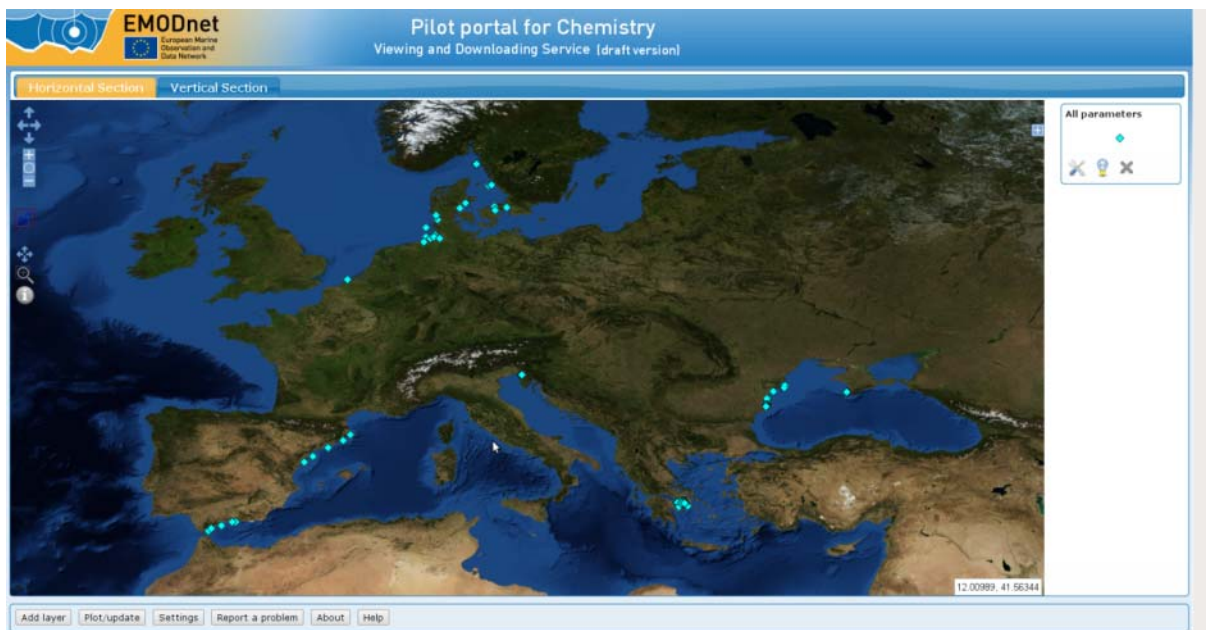 EMODnet
European Marine
Observation and
Data Network
Pilot portal for Chemistry
Viewing and Downloading Service (draft version)
Horizontal Section
Vertical Section
All parameters
12.00989, 41.56344
Add layer
Plot/update
Settings
Report a problem
About
Help